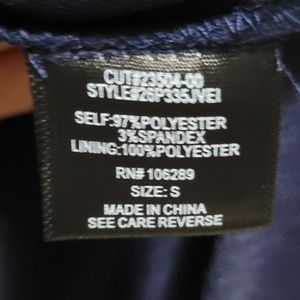 CUT#23504-00
STYLE#26P335JVEI
SELF:97%POLYESTER
3%SPANDEX
LINING:100%POLYESTER
RN# 106289
SIZE: S
MADE IN CHINA
SEE CARE REVERSE